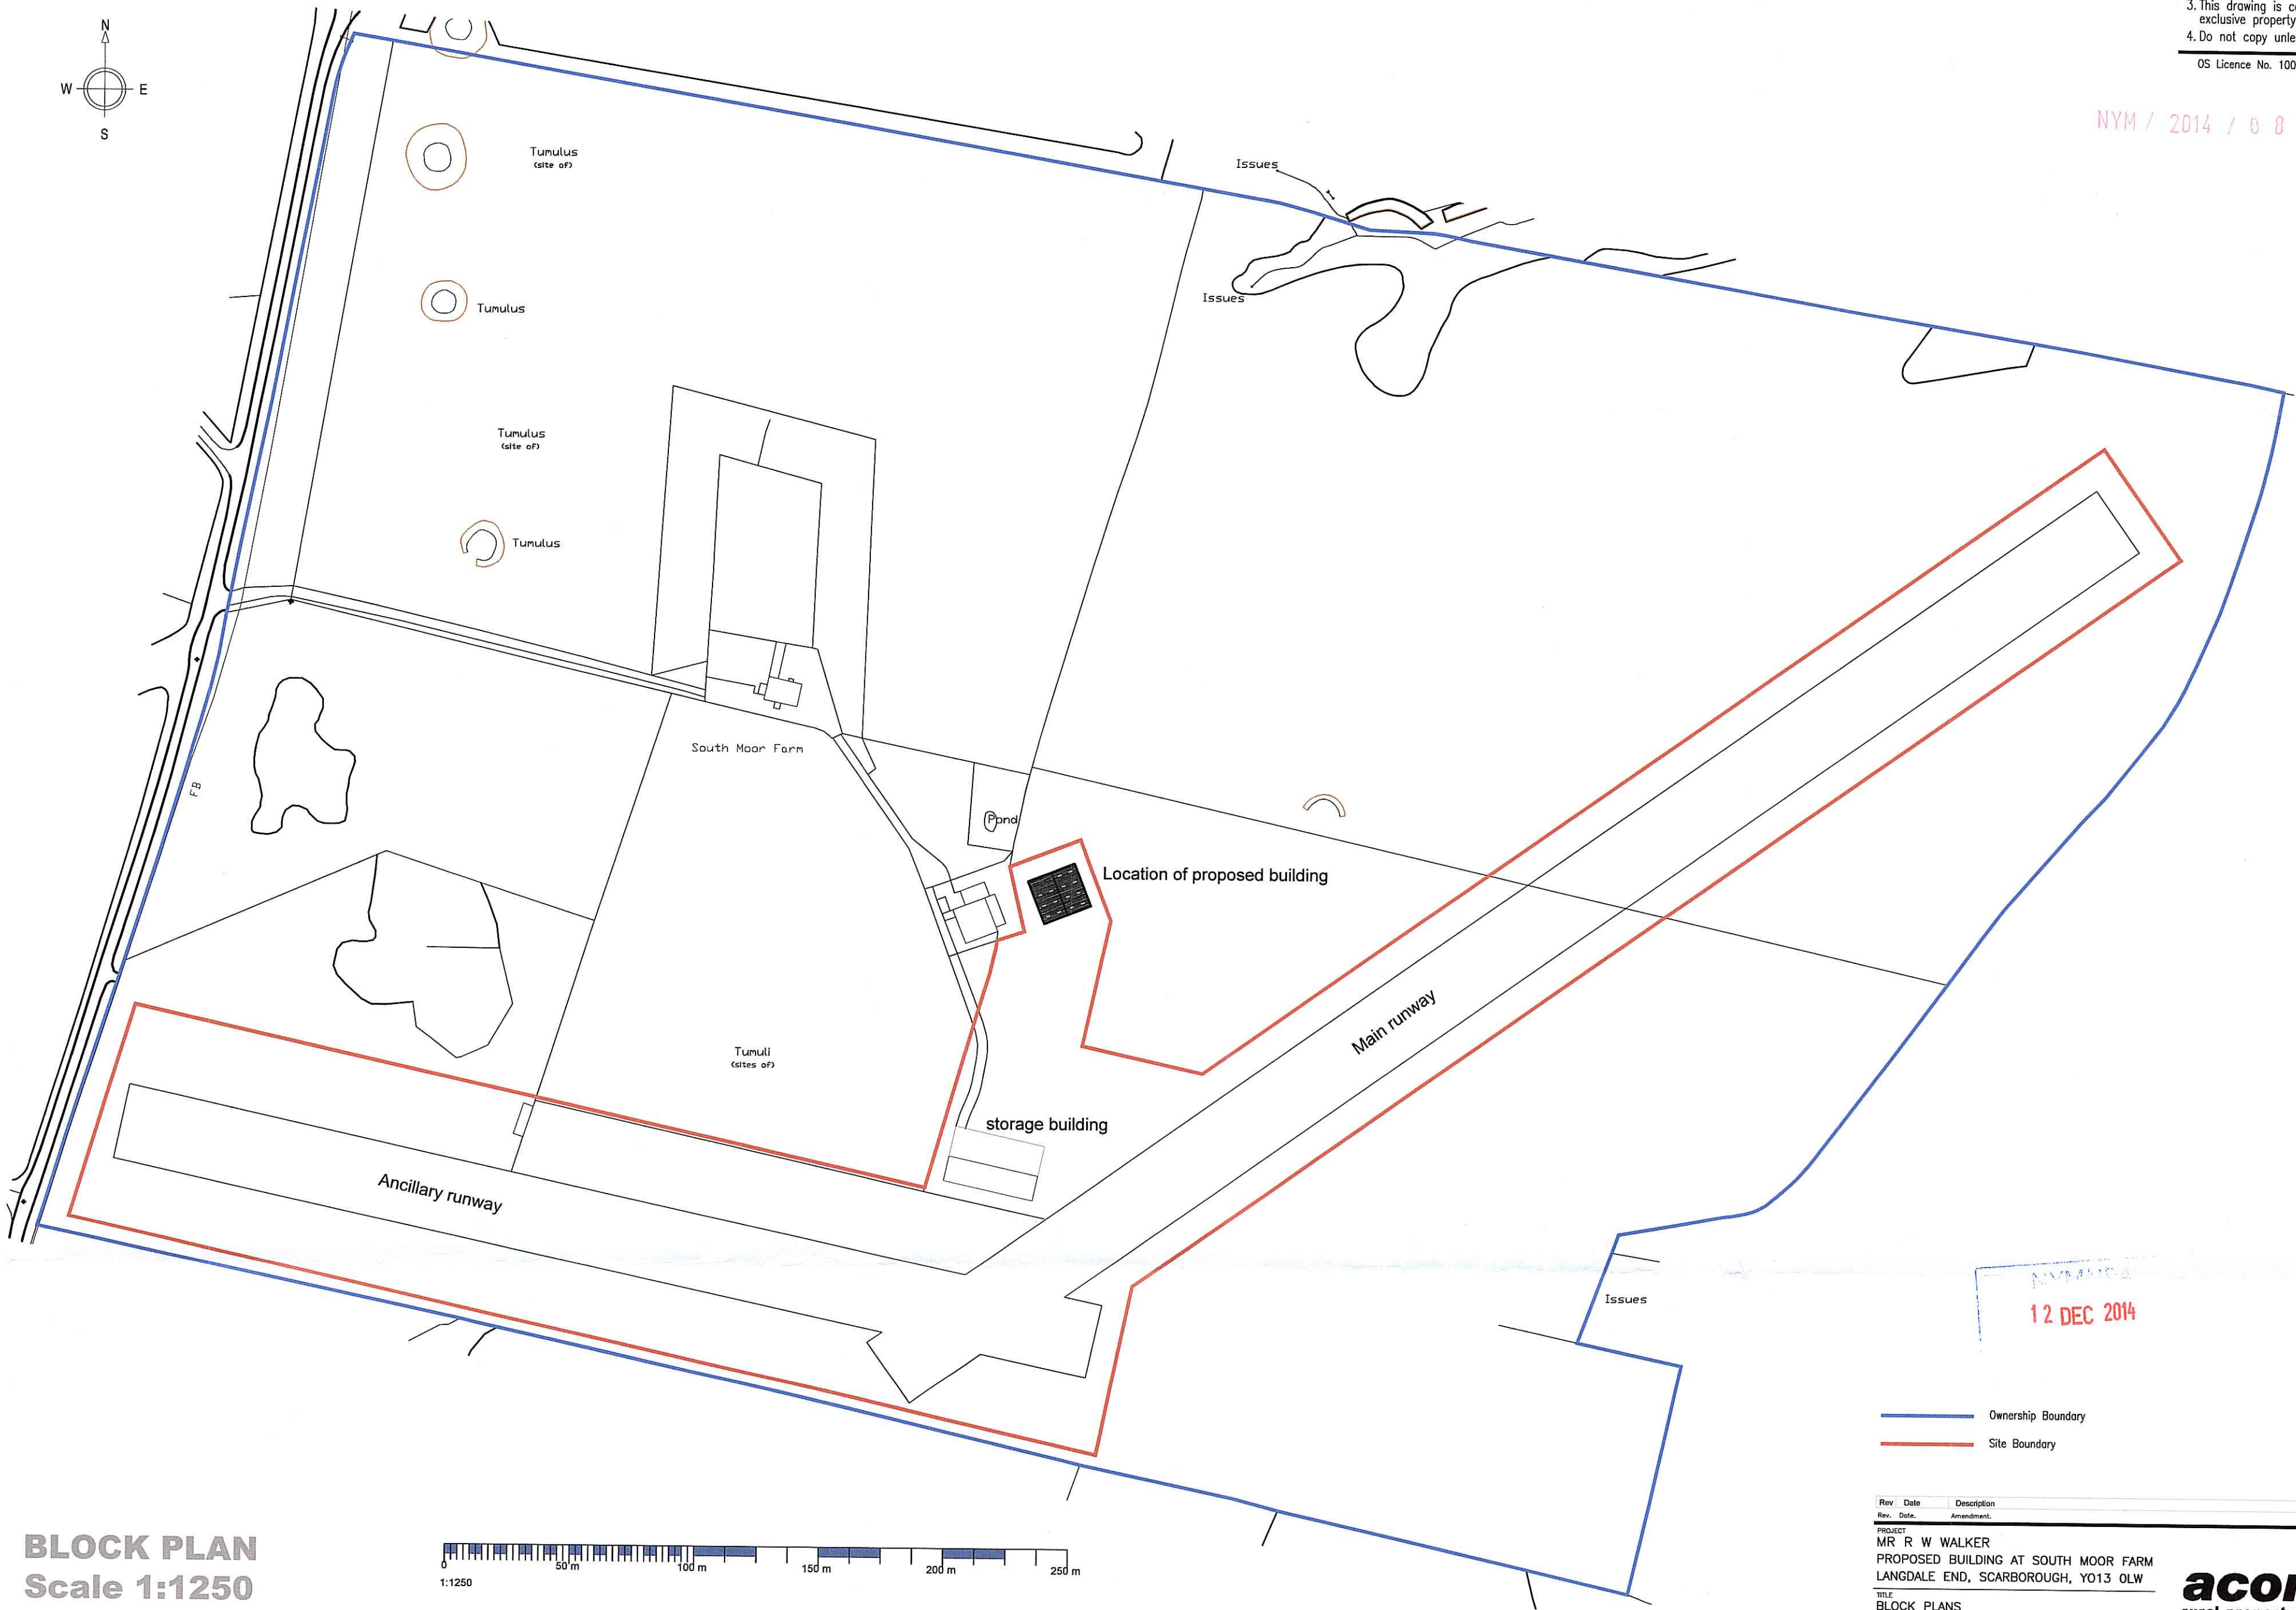 3. This drawing is
exclusive property
4. Do not copy
OS Licence No. 100
NYM / 2014 / 0 8
N
W E
S
Tumulus
(site of)
Issues
Issues
Tumulus
Tumulus
(site of)
Tumulus
South Moor Farm
FB
Pond
Location of proposed building
Main runway
Tumuli
(sites of)
storage building
Ancillary runway
Issues
12 DEC 2014
Ownership Boundary
Site Boundary
BLOCK PLAN
Scale 1:1250
0 50 m 100 m 150 m 200 m 250 m
1:1250
Rev Date Description
Rev. Date. Amendment.
PROJECT
MR R W WALKER
PROPOSED BUILDING AT SOUTH MOOR FARM
LANGDALE END, SCARBOROUGH, YO13 0LW
TITLE
BLOCK PLANS